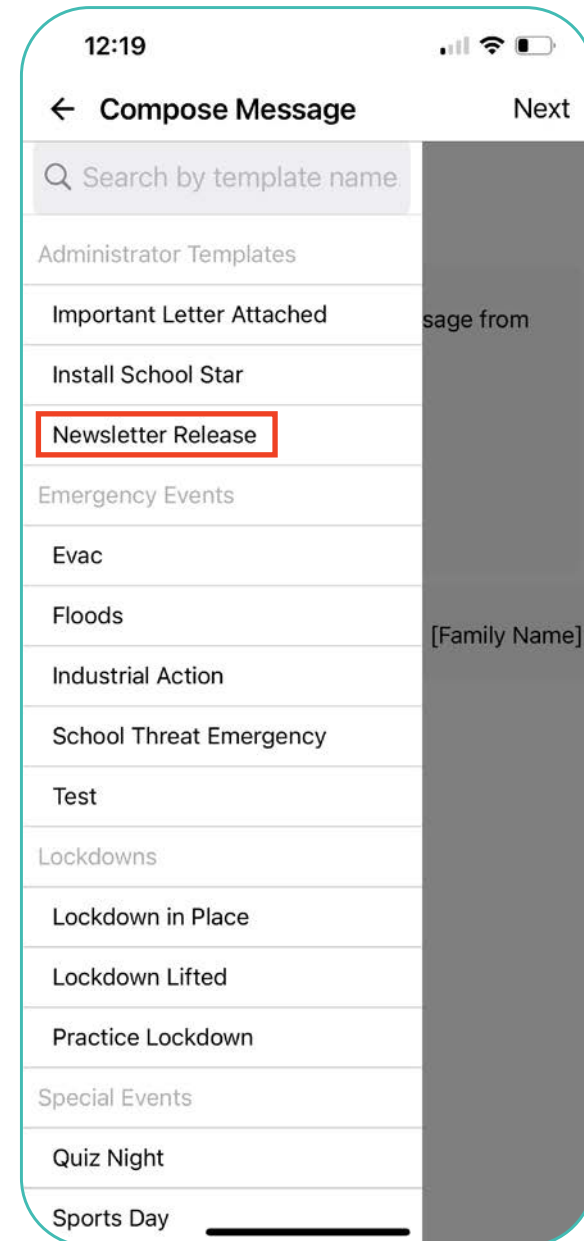 12:19
Compose Message Next
Search by template name
Administrator Templates
Important Letter Attached
sage from
Install School Star
Newsletter Release
Emergency Events
Evac
Floods
[Family Name]
Industrial Action
School Threat Emergency
Test
Lockdowns
Lockdown in Place
Lockdown Lifted
Practice Lockdown
Special Events
Quiz Night
Sports Day